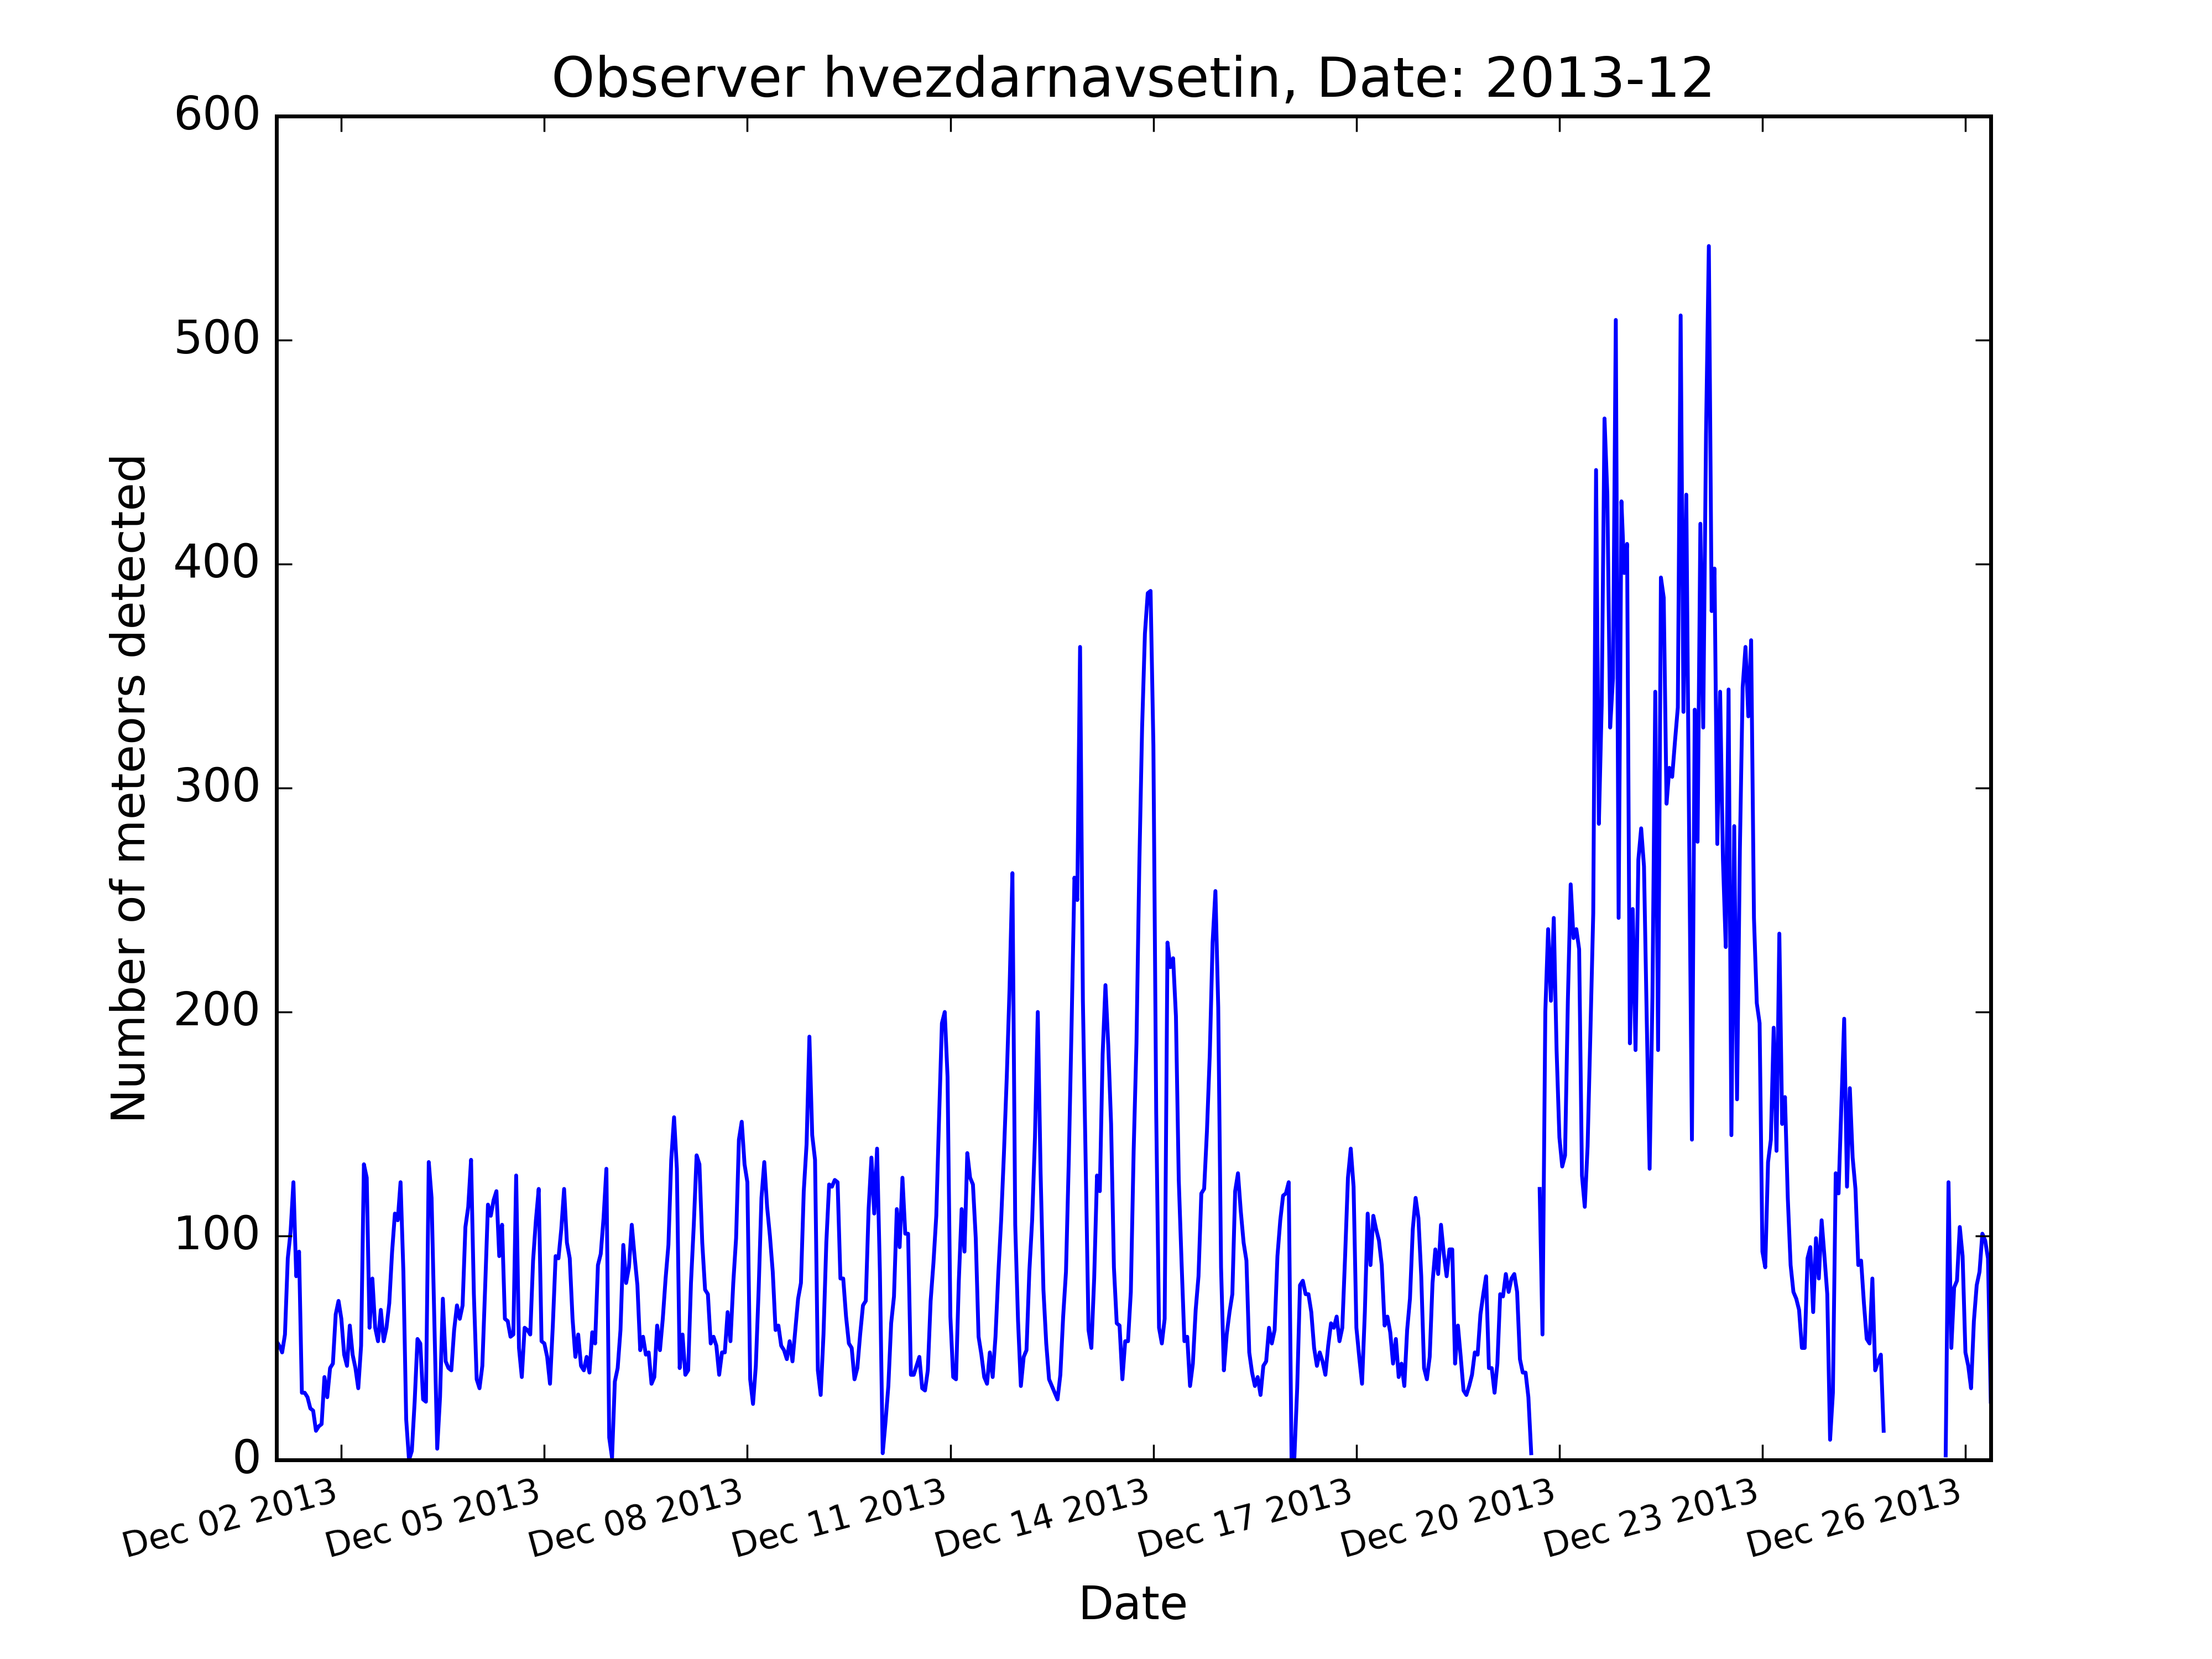 Observer hvezdarnavsetin, Date: 2013-12
600
500
400
300
200
100
0
Number of meteors detected
Dec 02 2013
Dec 05 2013
Dec 08 2013
Dec 11 2013
Dec 14 2013
Dec 17 2013
Dec 20 2013
Dec 23 2013
Dec 26 2013
Date